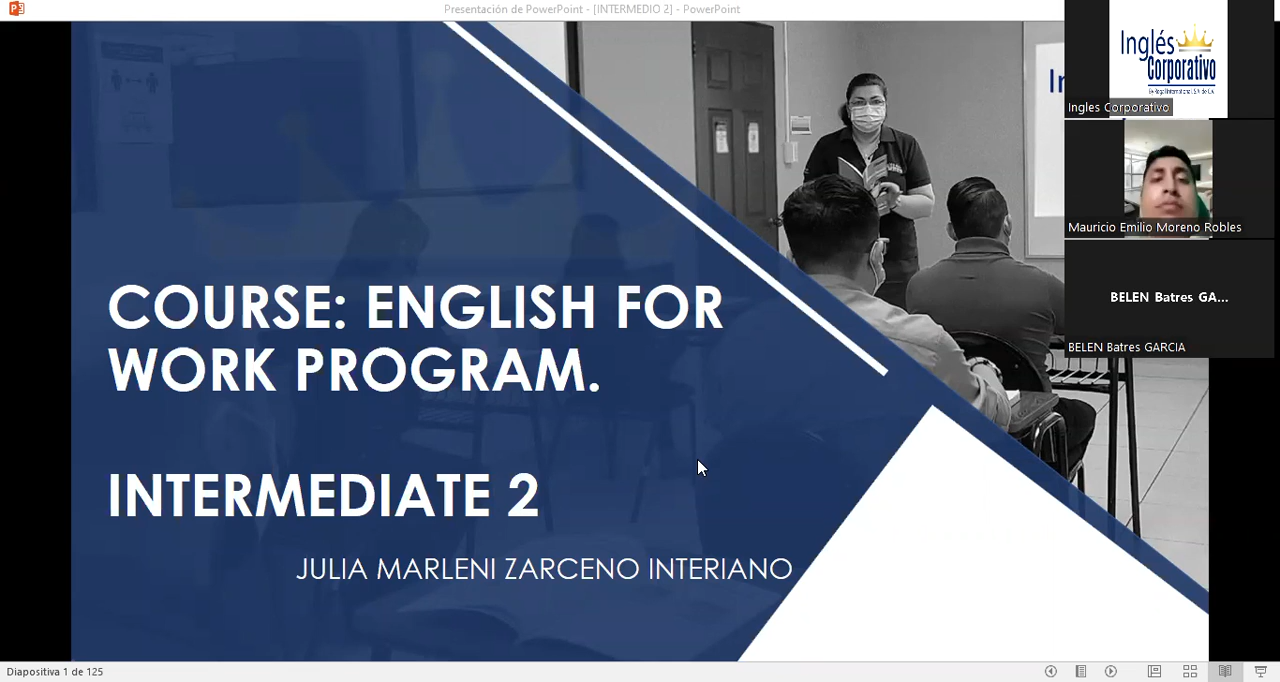 Presentación de PowerPoint - [INTERMEDIO 2] - PowerPoint
Inglés
Corporativo
Ingles Corporativo
Mauricio Emilio Moreno Robles
BELEN Batres GA...
BELEN Batres GARCIA
COURSE: ENGLISH FOR
WORK PROGRAM.
INTERMEDIATE 2
JULIA MARLENI ZARCENO INTERIANO
Diapositiva 1 de 125